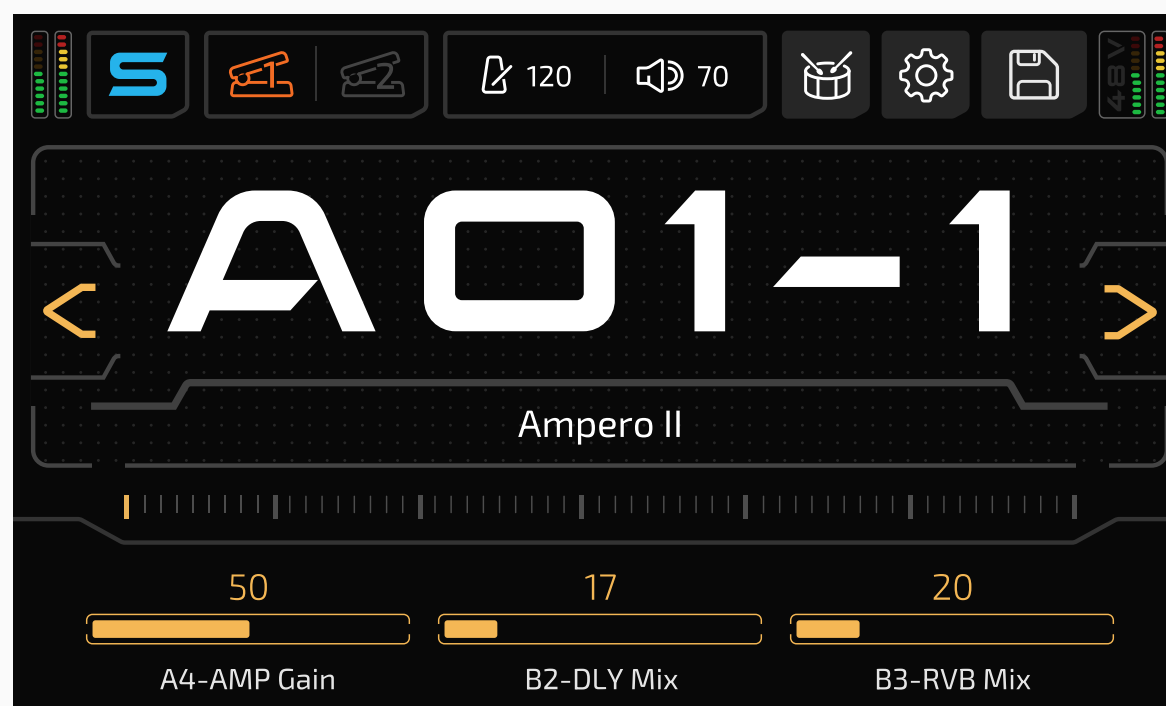 S 1 2 120 70 48V
A01-1
Ampero II
50 17 20
A4-AMP Gain B2-DLY Mix B3-RVB Mix